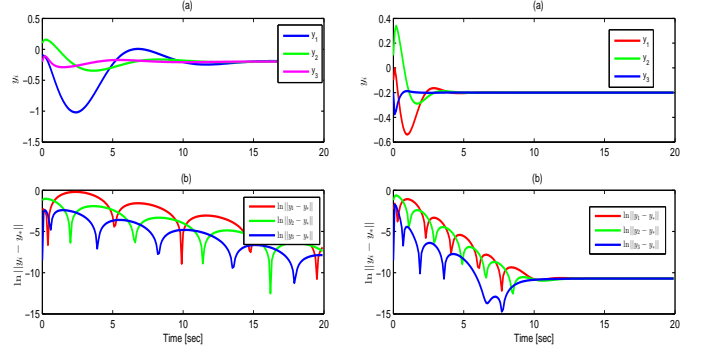 (a)
0.5
0
−0.5
−1
−1.5
y_i
0 5 10 15 20
y_1
y_2
y_3
(a)
0.4
0.2
0
−0.2
−0.4
−0.6
y_i
0 5 10 15 20
y_1
y_2
y_3
(b)
0
−5
−10
−15
ln ||y_i − y_*||
0 5 10 15 20
Time [sec]
ln ||y_1 − y_*||
ln ||y_2 − y_*||
ln ||y_3 − y_*||
(b)
0
−5
−10
−15
ln ||y_i − y_*||
0 5 10 15 20
Time [sec]
ln ||y_1 − y_*||
ln ||y_2 − y_*||
ln ||y_3 − y_*||